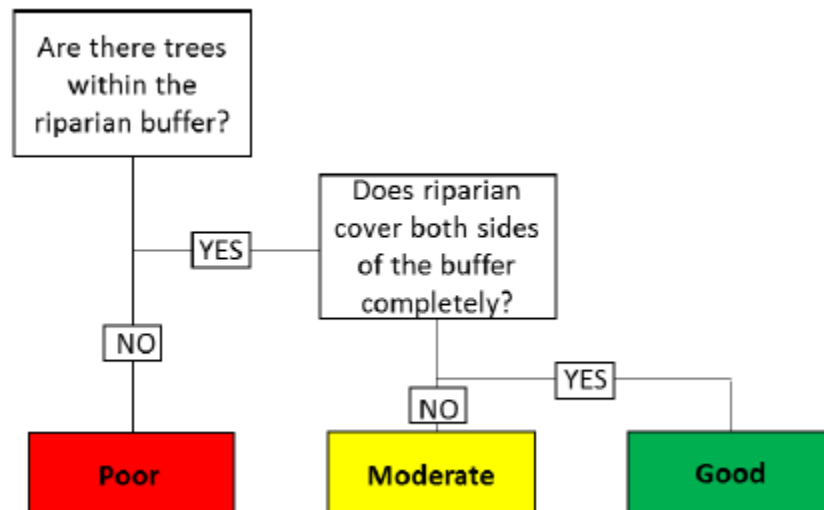 Are there trees
within the
riparian buffer?
Does riparian
cover both sides
of the buffer
completely?
YES
NO
YES
NO
Poor
Moderate
Good